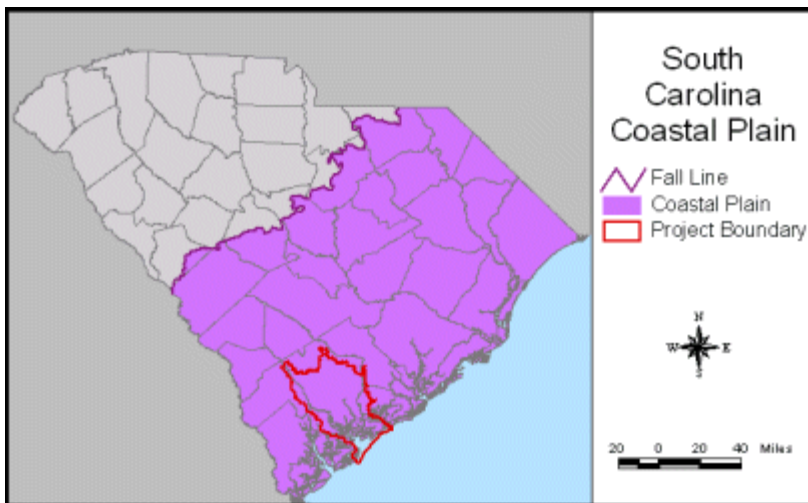 South
Carolina
Coastal Plain
Fall Line
Coastal Plain
Project Boundary
N
W E
S
20 0 20 40 Miles